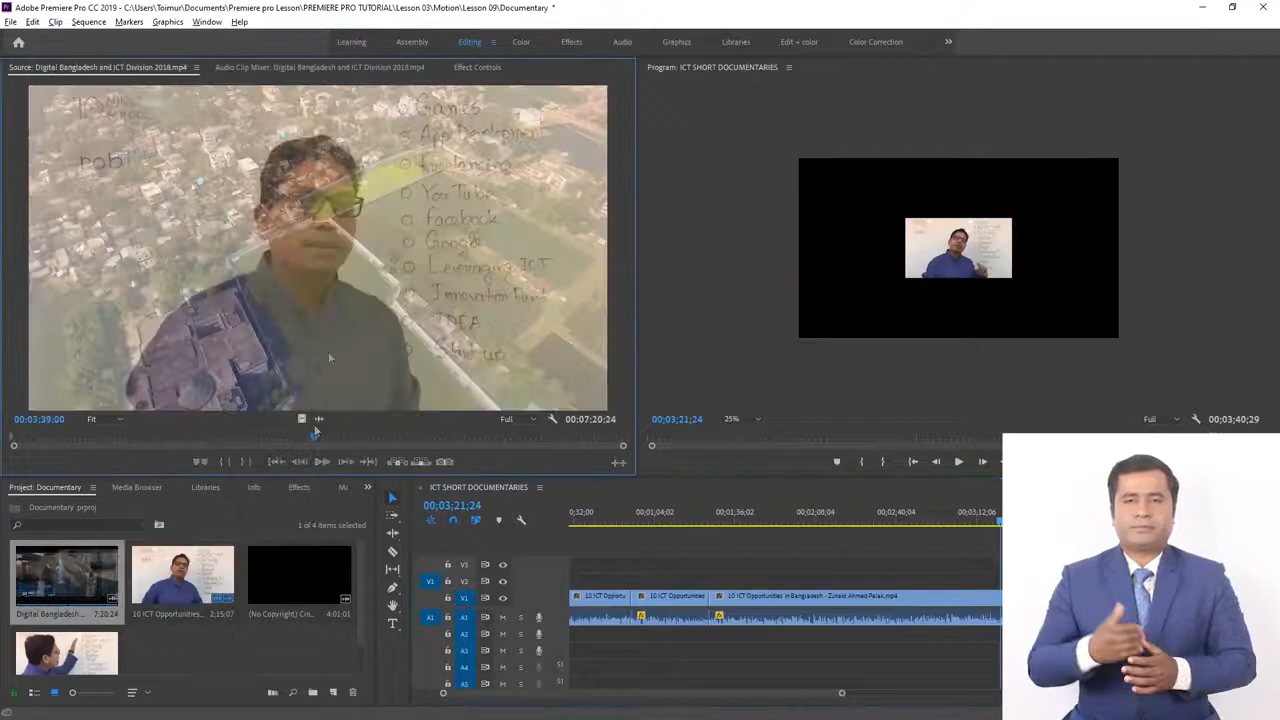 Adobe Premiere Pro CC 2019 - C:\Users\Toimur\Documents\Premiere pro Lesson\PREMIERE PRO TUTORIAL\Lesson 03\Motion\Lesson 09\Documentary *
File Edit Clip Sequence Markers Graphics Window Help
Learning Assembly Editing Color Effects Audio Graphics Libraries Edit + color Color Correction
Source: Digital Bangladesh and ICT Division 2018.mp4 Audio Clip Mixer: Digital Bangladesh and ICT Division 2018.mp4 Effect Controls
Program: ICT SHORT DOCUMENTARIES
Games
App Development
robi
Freelancing
You Tube
Facebook
Google
Leveraging ICT
Innovation Fund
IDEA
Start up
00;03;39;00 Fit Full 00;07;20;24
00;03;21;24 25% Full 00;03;40;29
Project: Documentary Media Browser Libraries Info Effects
Documentary .prproj
1 of 4 items selected
Digital Bangladesh... 7;20;24
10 ICT Opportunities... 2;15;07
(No Copyright) Cin... 4;01;01
ICT SHORT DOCUMENTARIES
00;03;21;24
0;32;00 00;01;04;02 00;01;36;02 00;02;08;04 00;02;40;04 00;03;12;06
V3
V1 V2
V1 10 ICT Opportu 10 ICT Opportunities 10 ICT Opportunities in Bangladesh - Zunaid Ahmed Palak.mp4
A1 A1 M S
A2 M S
A3 M S
A4 M S S1
A5 M S S1